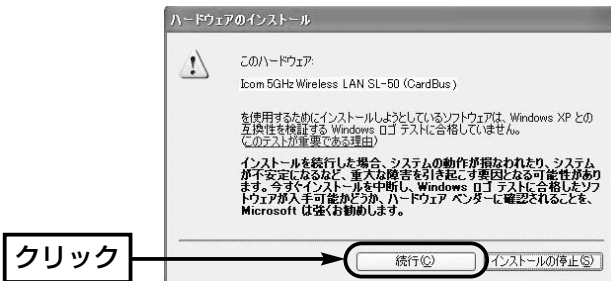 ハードウェアのインストール
このハードウェア:
Icom 5GHz Wireless LAN SL-50 (CardBus)
を使用するためにインストールしようとしているソフトウェアは、Windows XP との
互換性を検証する Windows ロゴ テストに合格していません。
(このテストが重要である理由)
インストールを続行した場合、システムの動作が損なわれたり、システム
が不安定になるなど、重大な障害を引き起こす要因となる可能性があり
ます。今すぐインストールを中断し、Windows ロゴ テストに合格したソフ
トウェアが入手可能かどうか、ハードウェア ベンダーに確認されることを、
Microsoft は強くお勧めします。
クリック 続行(C) インストールの停止(S)